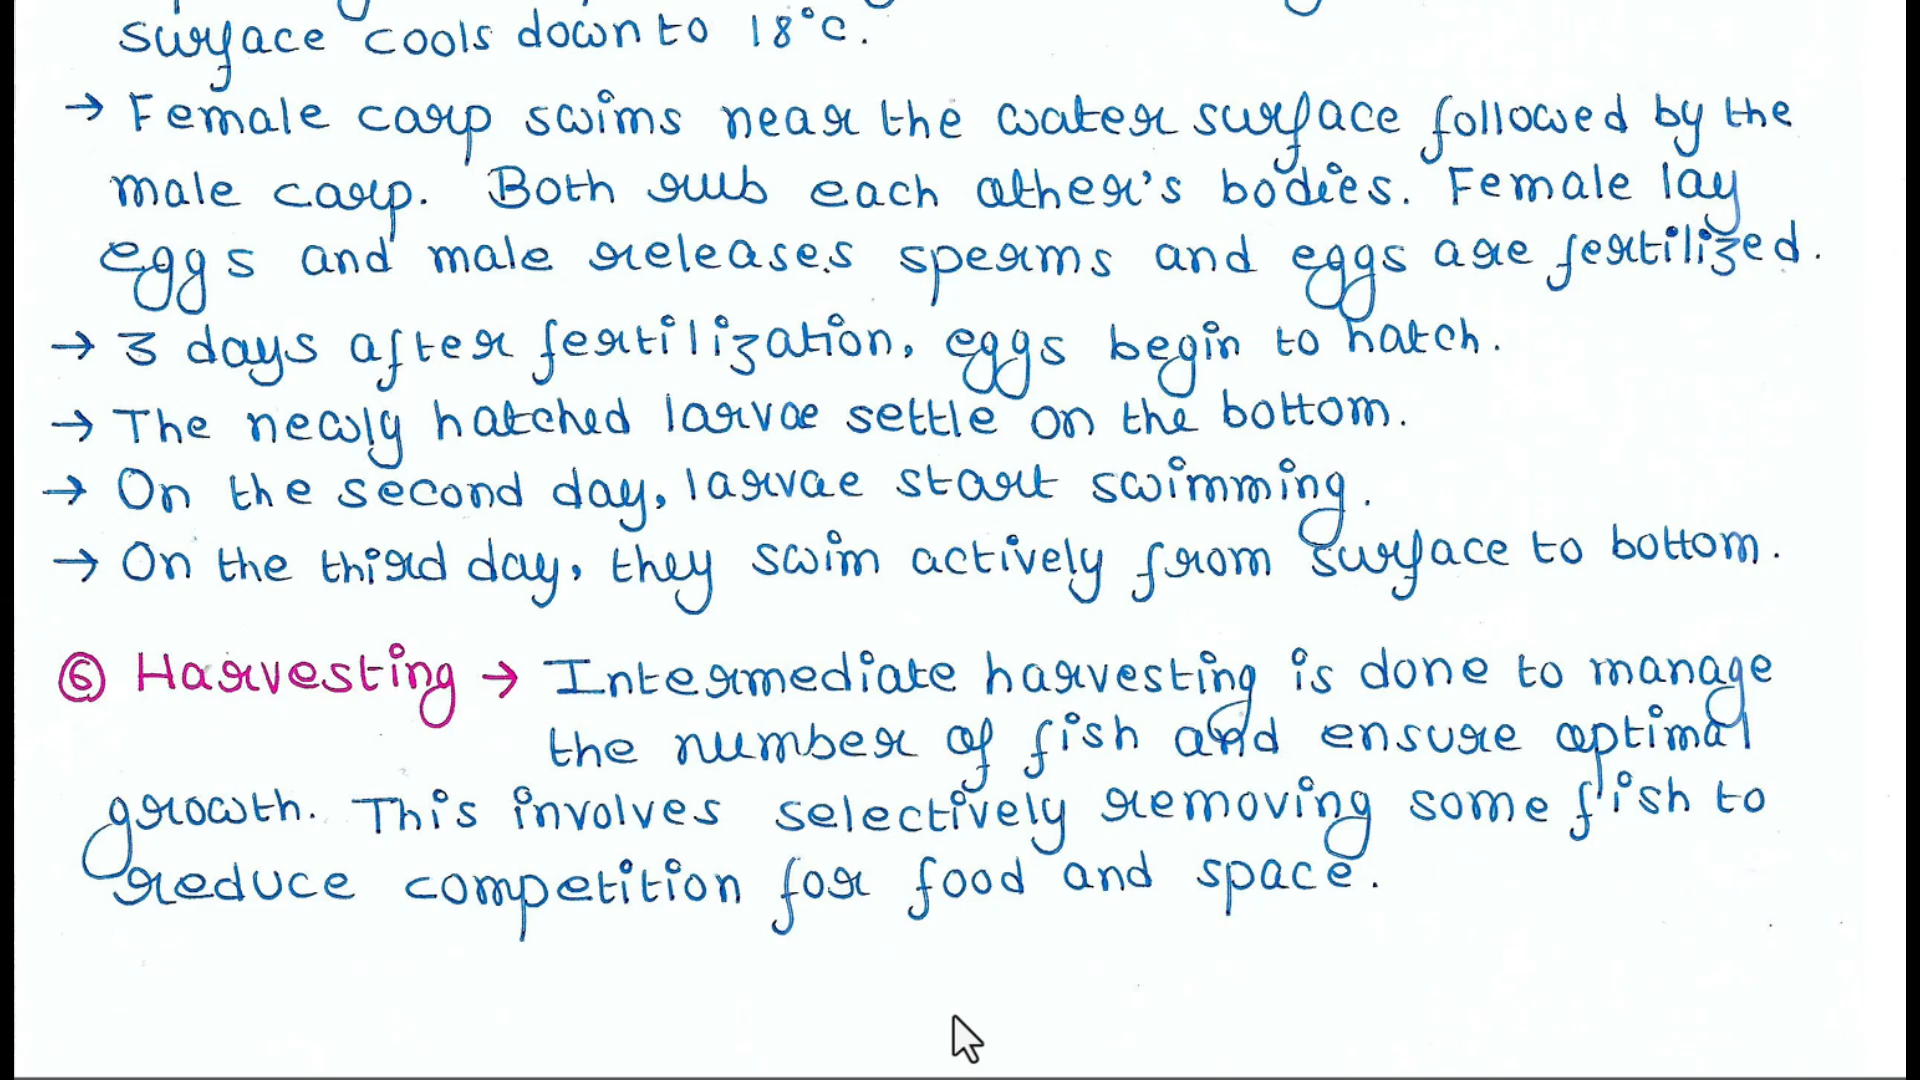 surface cools down to 18°c.
→ Female carp swims near the water surface followed by the
male carp. Both rub each other's bodies. Female lay
eggs and male releases sperms and eggs are fertilized.
→ 3 days after fertilization, eggs begin to hatch.
→ The newly hatched larvae settle on the bottom.
→ On the second day, larvae start swimming.
→ On the third day, they swim actively from surface to bottom.
⑥ Harvesting → Intermediate harvesting is done to manage
the number of fish and ensure optimal
growth. This involves selectively removing some fish to
reduce competition for food and space.